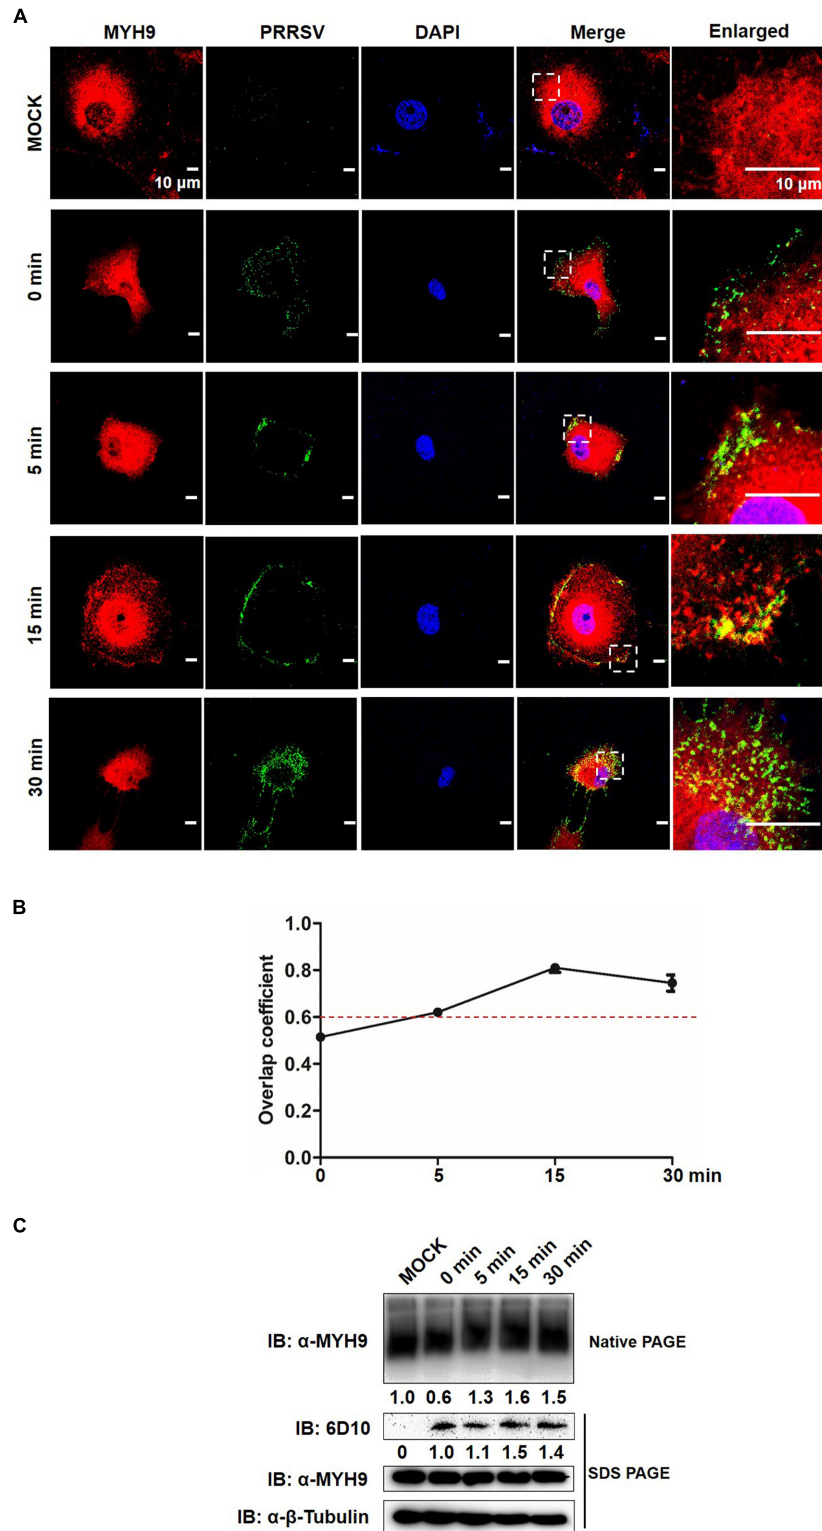 A
MYH9 PRRSV DAPI Merge Enlarged
MOCK
10 µm
10 µm
0 min
5 min
15 min
30 min
B
Overlap coefficient
1.0
0.8
0.6
0.4
0.2
0.0
0 5 15 30 min
C
MOCK 0 min 5 min 15 min 30 min
IB: α-MYH9 Native PAGE
1.0 0.6 1.3 1.6 1.5
IB: 6D10
0 1.0 1.1 1.5 1.4
SDS PAGE
IB: α-MYH9
IB: α-β-Tubulin